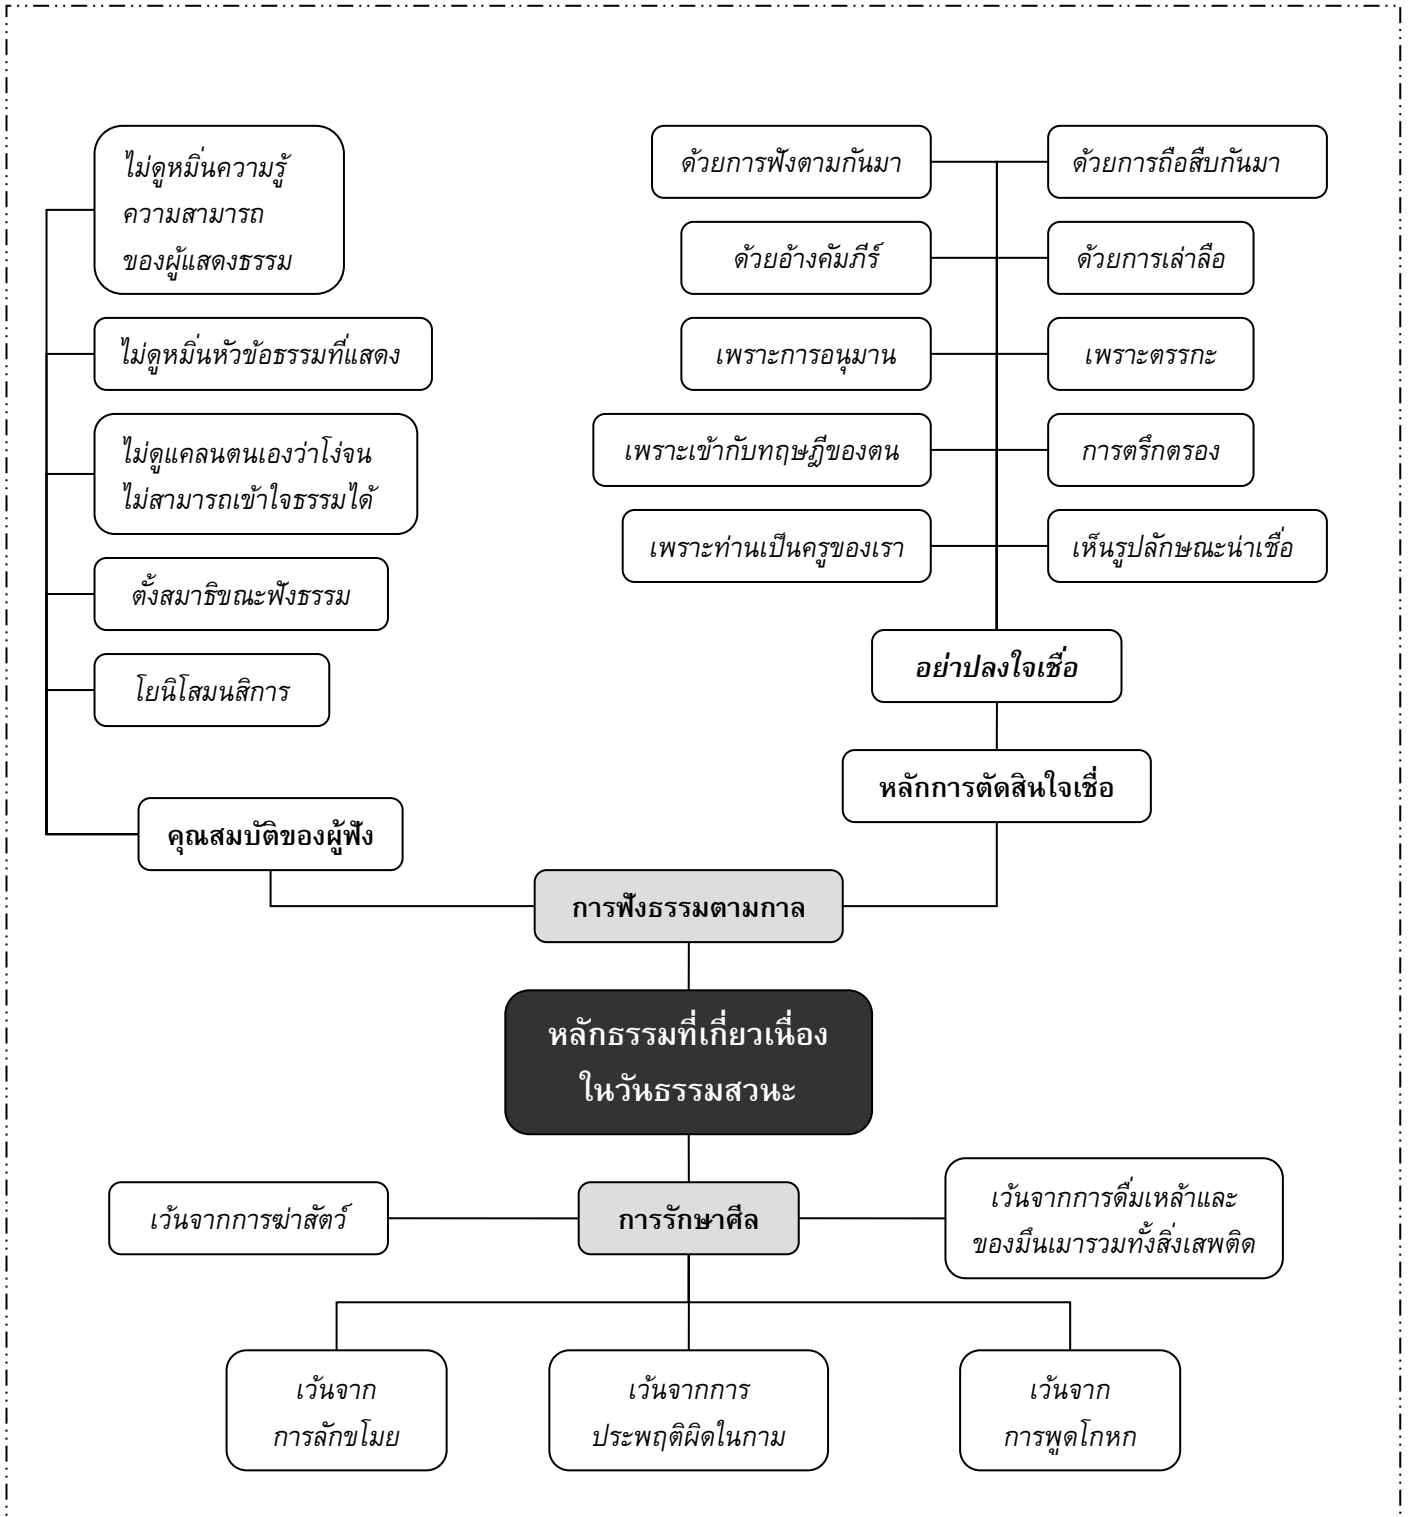 ไม่ดูหมิ่นความรู้
ความสามารถ
ของผู้แสดงธรรม
ไม่ดูหมิ่นหัวข้อธรรมที่แสดง
ไม่ดูแคลนตนเองว่าโง่จน
ไม่สามารถเข้าใจธรรมได้
ตั้งสมาธิขณะฟังธรรม
โยนิโสมนสิการ
คุณสมบัติของผู้ฟัง
ด้วยการฟังตามกันมา
ด้วยการถือสืบกันมา
ด้วยอ้างคัมภีร์
ด้วยการเล่าลือ
เพราะการอนุมาน
เพราะตรรกะ
เพราะเข้ากับทฤษฎีของตน
การตรึกตรอง
เพราะท่านเป็นครูของเรา
เห็นรูปลักษณะน่าเชื่อ
อย่าปลงใจเชื่อ
หลักการตัดสินใจเชื่อ
การฟังธรรมตามกาล
หลักธรรมที่เกี่ยวเนื่อง
ในวันธรรมสวนะ
เว้นจากการฆ่าสัตว์
การรักษาศีล
เว้นจากการดื่มเหล้าและ
ของมึนเมารวมทั้งสิ่งเสพติด
เว้นจาก
การลักขโมย
เว้นจากการ
ประพฤติผิดในกาม
เว้นจาก
การพูดโกหก